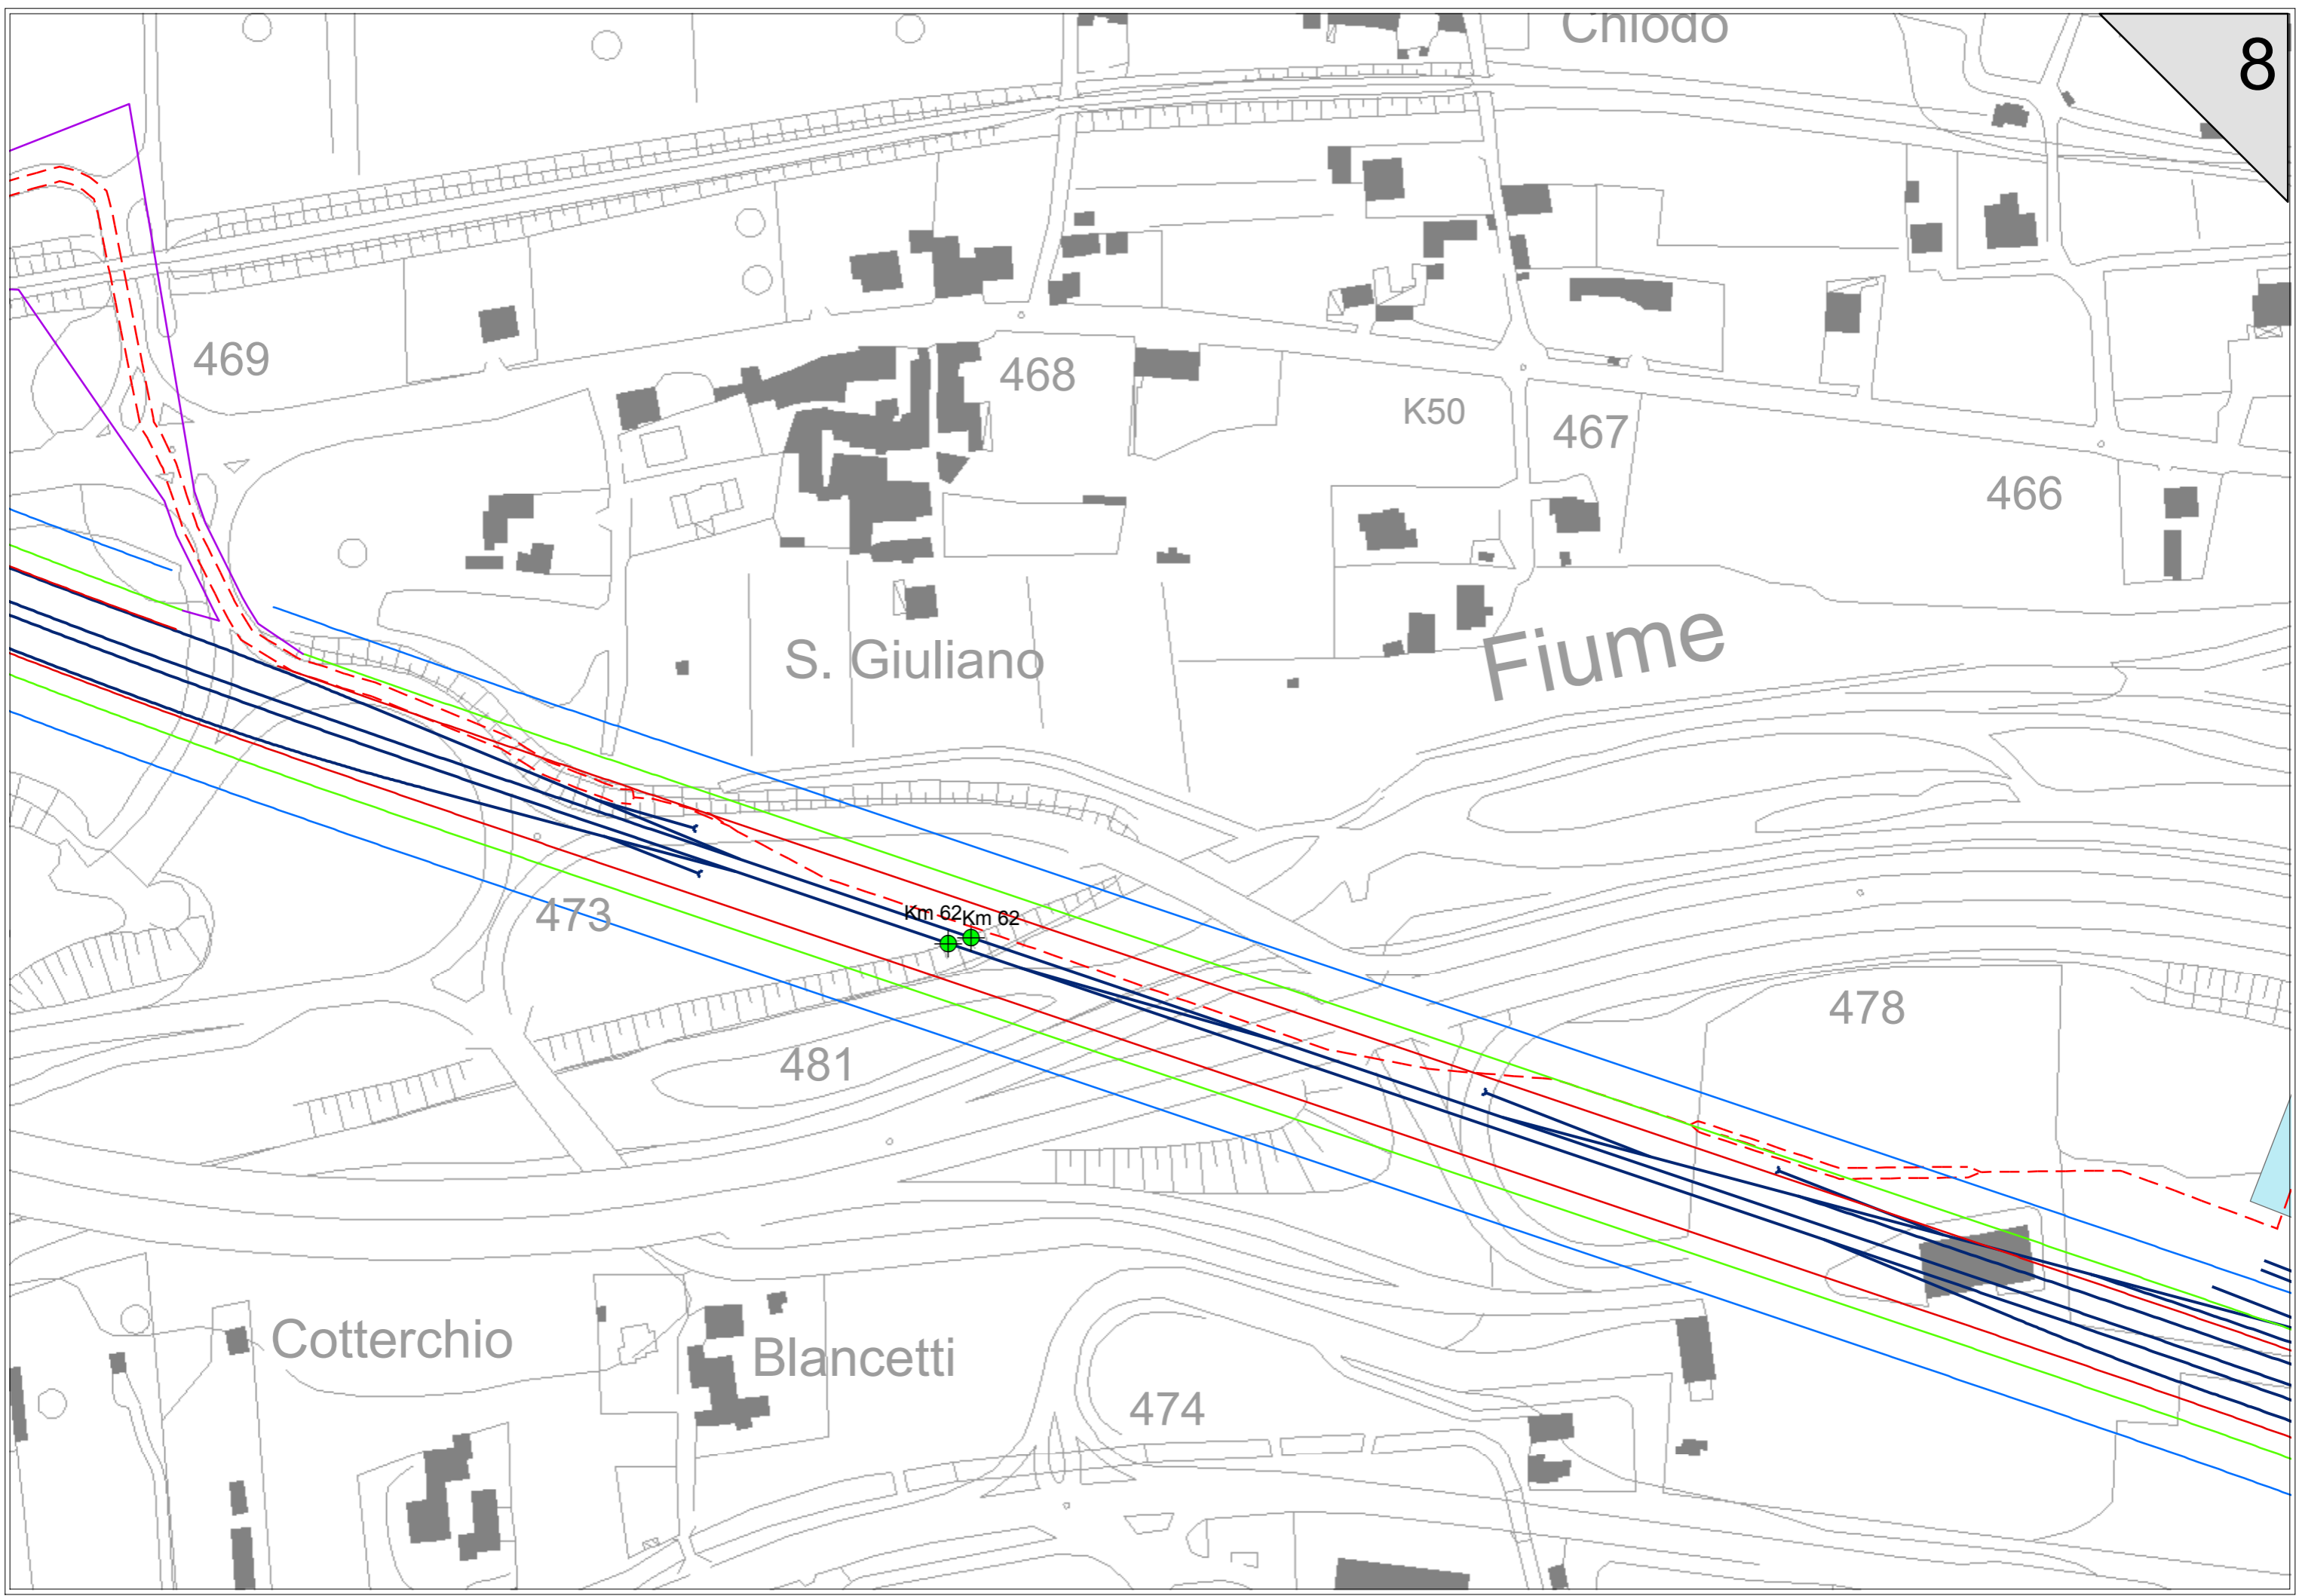 Chiodo
8
469
468
K50
467
466
Fiume
S. Giuliano
473
Km 62
Km 62
478
481
Cotterchio
Blancetti
474